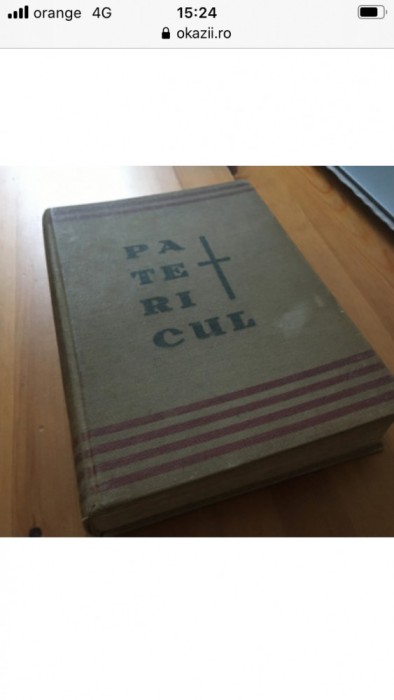 orange 4G
15:24
okazii.ro
PA
TE
RI
CUL